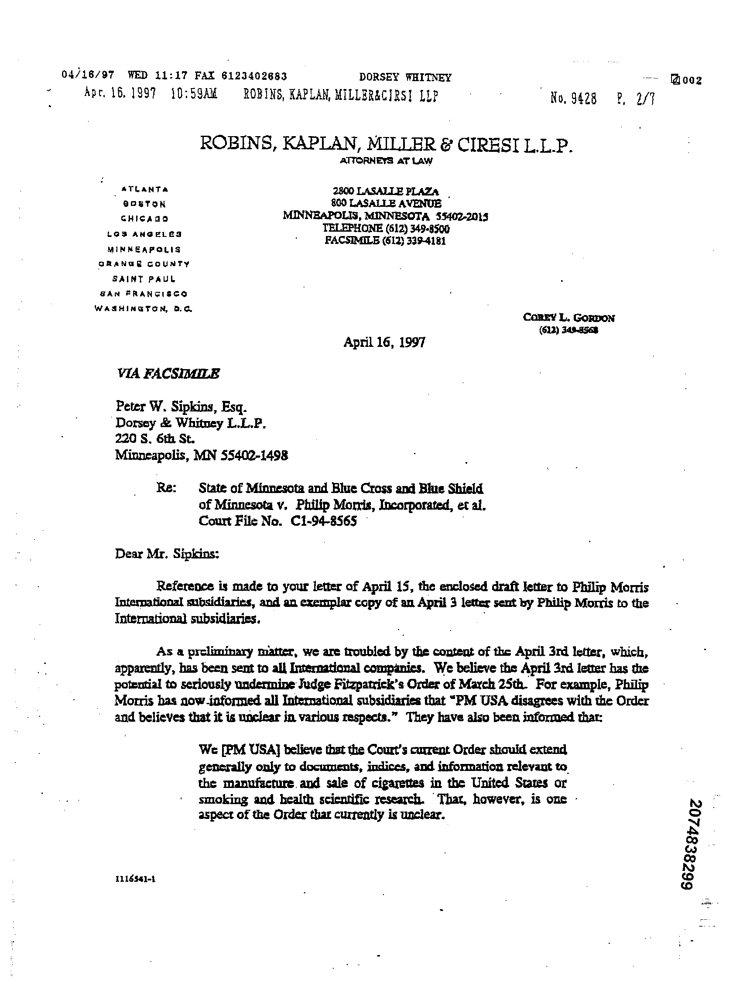 04/16/97 WED 11:17 FAX 6123402683 DORSEY WHITNEY 002
Apr. 16. 1997 10:59AM ROBINS, KAPLAN, MILLER&CIRSI LLP No. 9428 P. 2/7
ROBINS, KAPLAN, MILLER & CIRESI L.L.P.
ATTORNEYS AT LAW
ATLANTA
BOSTON
CHICAGO
LOS ANGELES
MINNEAPOLIS
ORANGE COUNTY
SAINT PAUL
SAN FRANCISCO
WASHINGTON, D.C.
2800 LASALLE PLAZA
800 LASALLE AVENUE
MINNEAPOLIS, MINNESOTA 55402-2015
TELEPHONE (612) 349-8500
FACSIMILE (612) 339-4181
COREY L. GORDON
(612) 349-8568
April 16, 1997
VIA FACSIMILE
Peter W. Sipkins, Esq.
Dorsey & Whitney L.L.P.
220 S. 6th St.
Minneapolis, MN 55402-1498
Re: State of Minnesota and Blue Cross and Blue Shield
of Minnesota v. Philip Morris, Incorporated, et al.
Court File No. C1-94-8565
Dear Mr. Sipkins:
Reference is made to your letter of April 15, the enclosed draft letter to Philip Morris
International subsidiaries, and an exemplar copy of an April 3 letter sent by Philip Morris to the
International subsidiaries.
As a preliminary matter, we are troubled by the content of the April 3rd letter, which,
apparently, has been sent to all International companies. We believe the April 3rd letter has the
potential to seriously undermine Judge Fitzpatrick's Order of March 25th. For example, Philip
Morris has now informed all International subsidiaries that "PM USA disagrees with the Order
and believes that it is unclear in various respects." They have also been informed that:
We [PM USA] believe that the Court's current Order should extend
generally only to documents, indices, and information relevant to
the manufacture and sale of cigarettes in the United States or
smoking and health scientific research. That, however, is one
aspect of the Order that currently is unclear.
1116541-1
2074838299